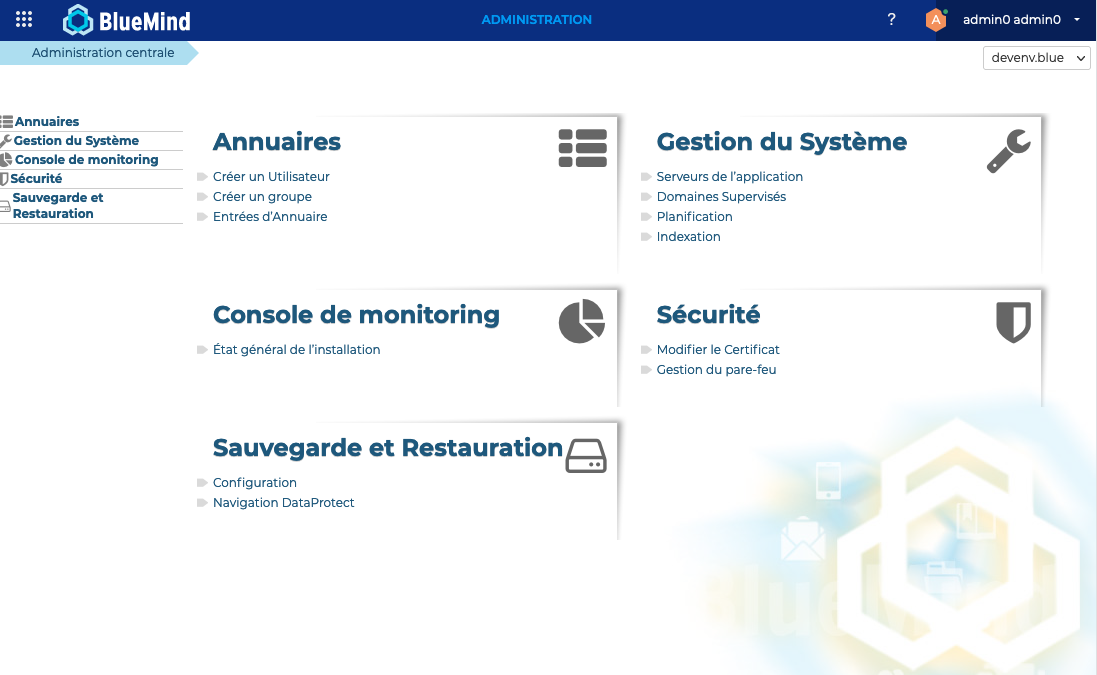 BlueMind
ADMINISTRATION
?
A
admin0 admin0
Administration centrale
devenv.blue
Annuaires
Gestion du Système
Console de monitoring
Sécurité
Sauvegarde et
Restauration
Annuaires
Créer un Utilisateur
Créer un groupe
Entrées d’Annuaire
Gestion du Système
Serveurs de l’application
Domaines Supervisés
Planification
Indexation
Console de monitoring
État général de l’installation
Sécurité
Modifier le Certificat
Gestion du pare-feu
Sauvegarde et Restauration
Configuration
Navigation DataProtect
BlueMind